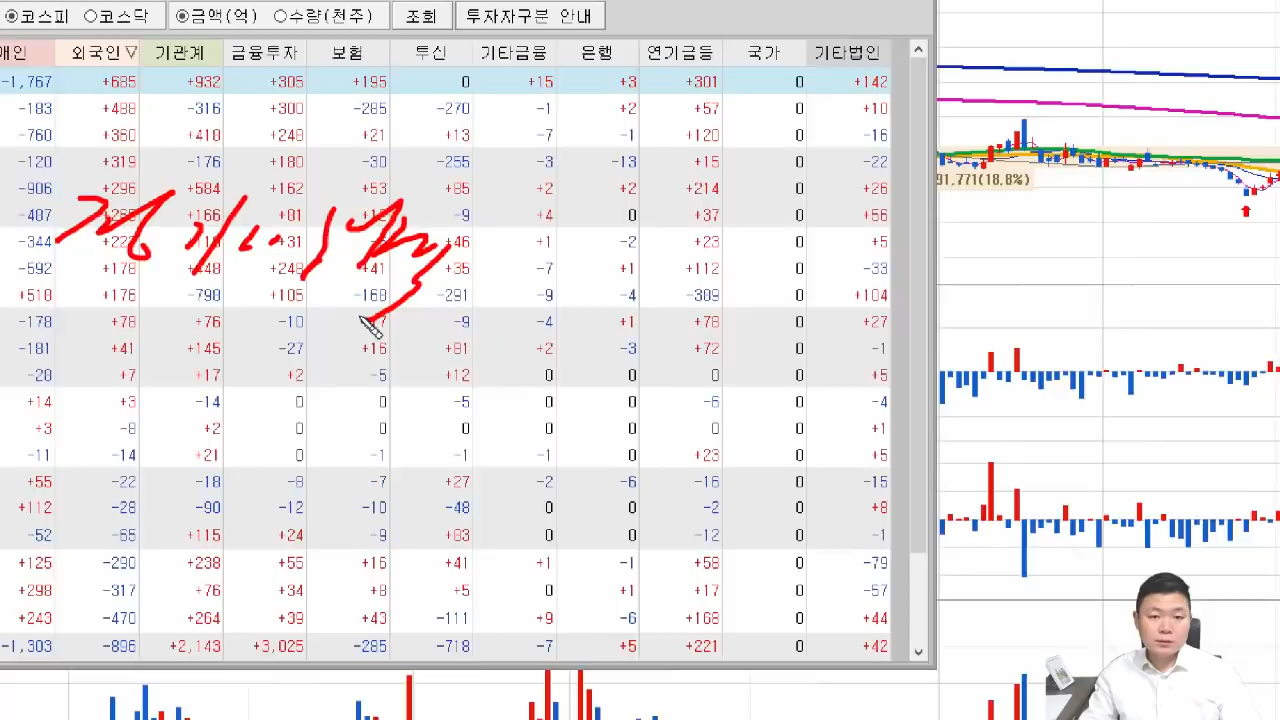 코스피 코스닥 금액(억) 수량(천주) 조회 투자자구분 안내
개인 외국인▽ 기관계 금융투자 보험 투신 기타금융 은행 연기금등 국가 기타법인
-1,767 +685 +932 +305 +195 0 +15 +3 +301 0 +142
-183 +488 -316 +300 -285 -270 -1 +2 +57 0 +10
-760 +360 +418 +248 +21 +13 -7 -1 +120 0 -16
-120 +319 -176 +180 -30 -255 -3 -13 +15 0 -22
-906 +296 +584 +162 +53 +85 +2 +2 +214 0 +26
-487 +166 +81 -9 +4 0 +37 0 +56
-344 +31 +46 +1 -2 +23 0 +5
-592 +178 +248 +41 +35 -7 +1 +112 0 -33
+518 +176 -798 +105 -168 -291 -9 -4 -309 0 +104
-178 +78 +76 -10 -9 -4 +1 +78 0 +27
-181 +41 +145 -27 +16 +81 +2 -3 +72 0 -1
-28 +7 +17 +2 -5 +12 0 0 0 0 +5
+14 +3 -14 0 0 -5 0 0 -6 0 -4
+3 -8 +2 0 0 0 0 0 0 0 +1
-11 -14 +21 0 -1 -1 -1 0 +23 0 +5
+55 -22 -18 -8 -7 +27 -2 -6 -16 0 -15
+112 -28 -90 -12 -10 -48 0 0 -2 0 +8
-52 -65 +115 +24 -9 +83 0 0 -12 0 -1
+125 -290 +238 +55 +16 +41 +1 -1 +58 0 -79
+298 -317 +76 +34 +8 +5 0 +1 +17 0 -57
+243 -470 +264 +39 +43 -111 +9 -6 +168 0 +44
-1,303 -896 +2,143 +3,025 -285 -718 -7 +5 +221 0 +42
91,771(18.8%)